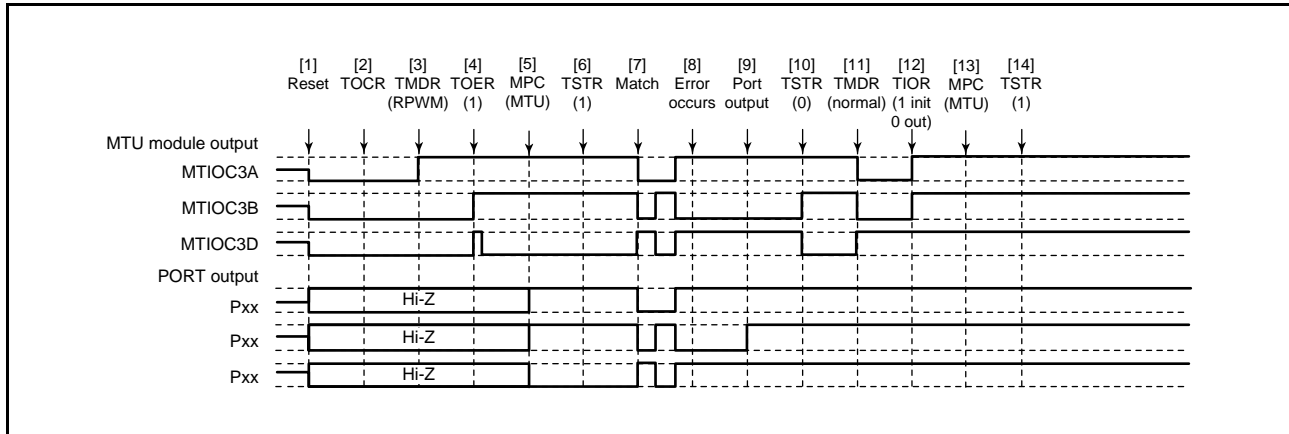 [1] [2] [3] [4] [5] [6] [7] [8] [9] [10] [11] [12] [13] [14]
Reset TOCR TMDR TOER MPC TSTR Match Error Port TSTR TMDR TIOR MPC TSTR
(RPWM) (1) (MTU) (1) occurs output (0) (normal) (1 init (MTU) (1)
0 out)
MTU module output
MTIOC3A
MTIOC3B
MTIOC3D
PORT output
Pxx Hi-Z
Pxx Hi-Z
Pxx Hi-Z